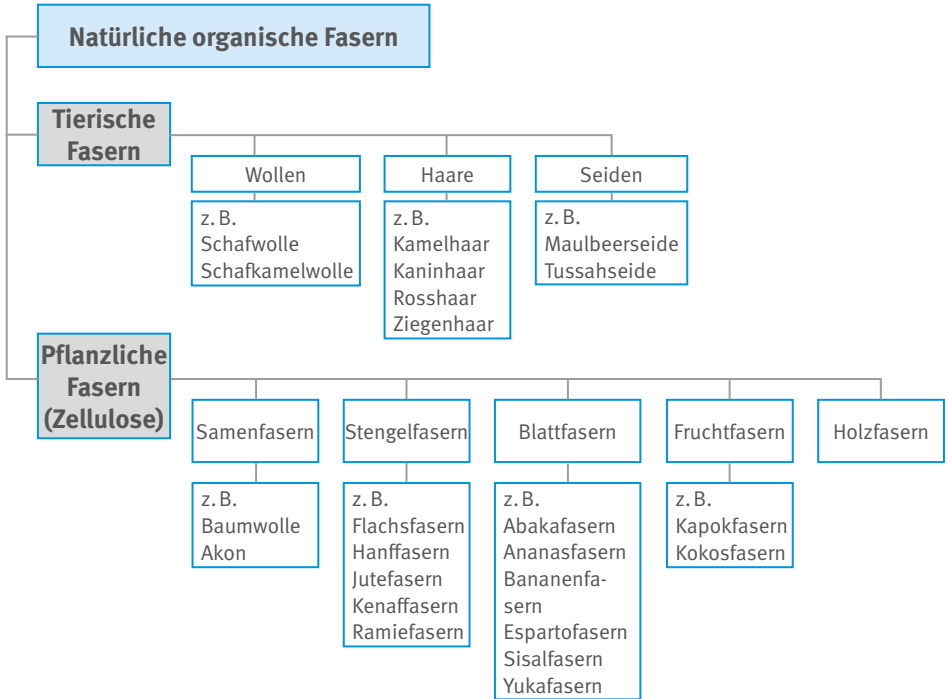 Natürliche organische Fasern
Tierische
Fasern
Wollen
Haare
Seiden
z. B.
Schafwolle
Schafkamelwolle
z. B.
Kamelhaar
Kaninhaar
Rosshaar
Ziegenhaar
z. B.
Maulbeerseide
Tussahseide
Pflanzliche
Fasern
(Zellulose)
Samenfasern
Stengelfasern
Blattfasern
Fruchtfasern
Holzfasern
z. B.
Baumwolle
Akon
z. B.
Flachsfasern
Hanffasern
Jutefasern
Kenaffasern
Ramiefasern
z. B.
Abakafasern
Ananasfasern
Bananenfa-
sern
Espartofasern
Sisalfasern
Yukafasern
z. B.
Kapokfasern
Kokosfasern